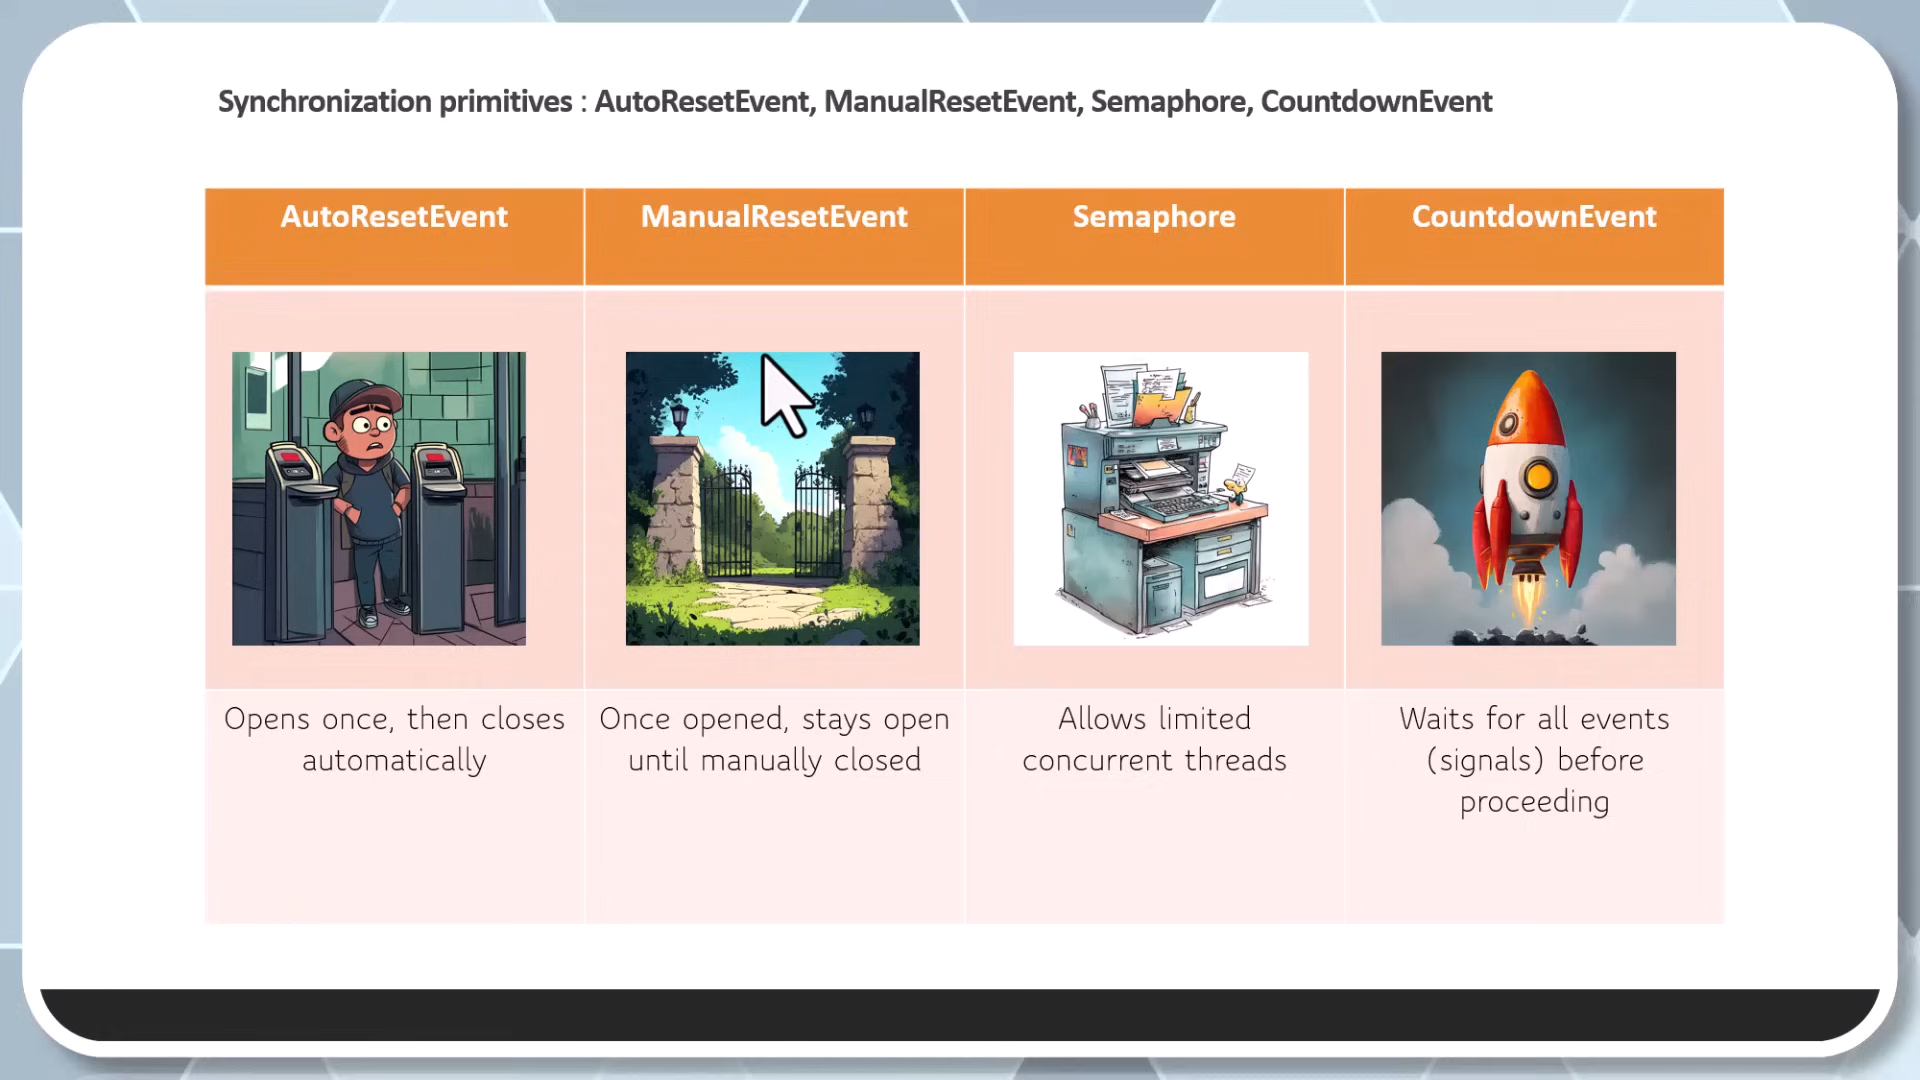 Synchronization primitives : AutoResetEvent, ManualResetEvent, Semaphore, CountdownEvent
AutoResetEvent
ManualResetEvent
Semaphore
CountdownEvent
Opens once, then closes
automatically
Once opened, stays open
until manually closed
Allows limited
concurrent threads
Waits for all events
(signals) before
proceeding